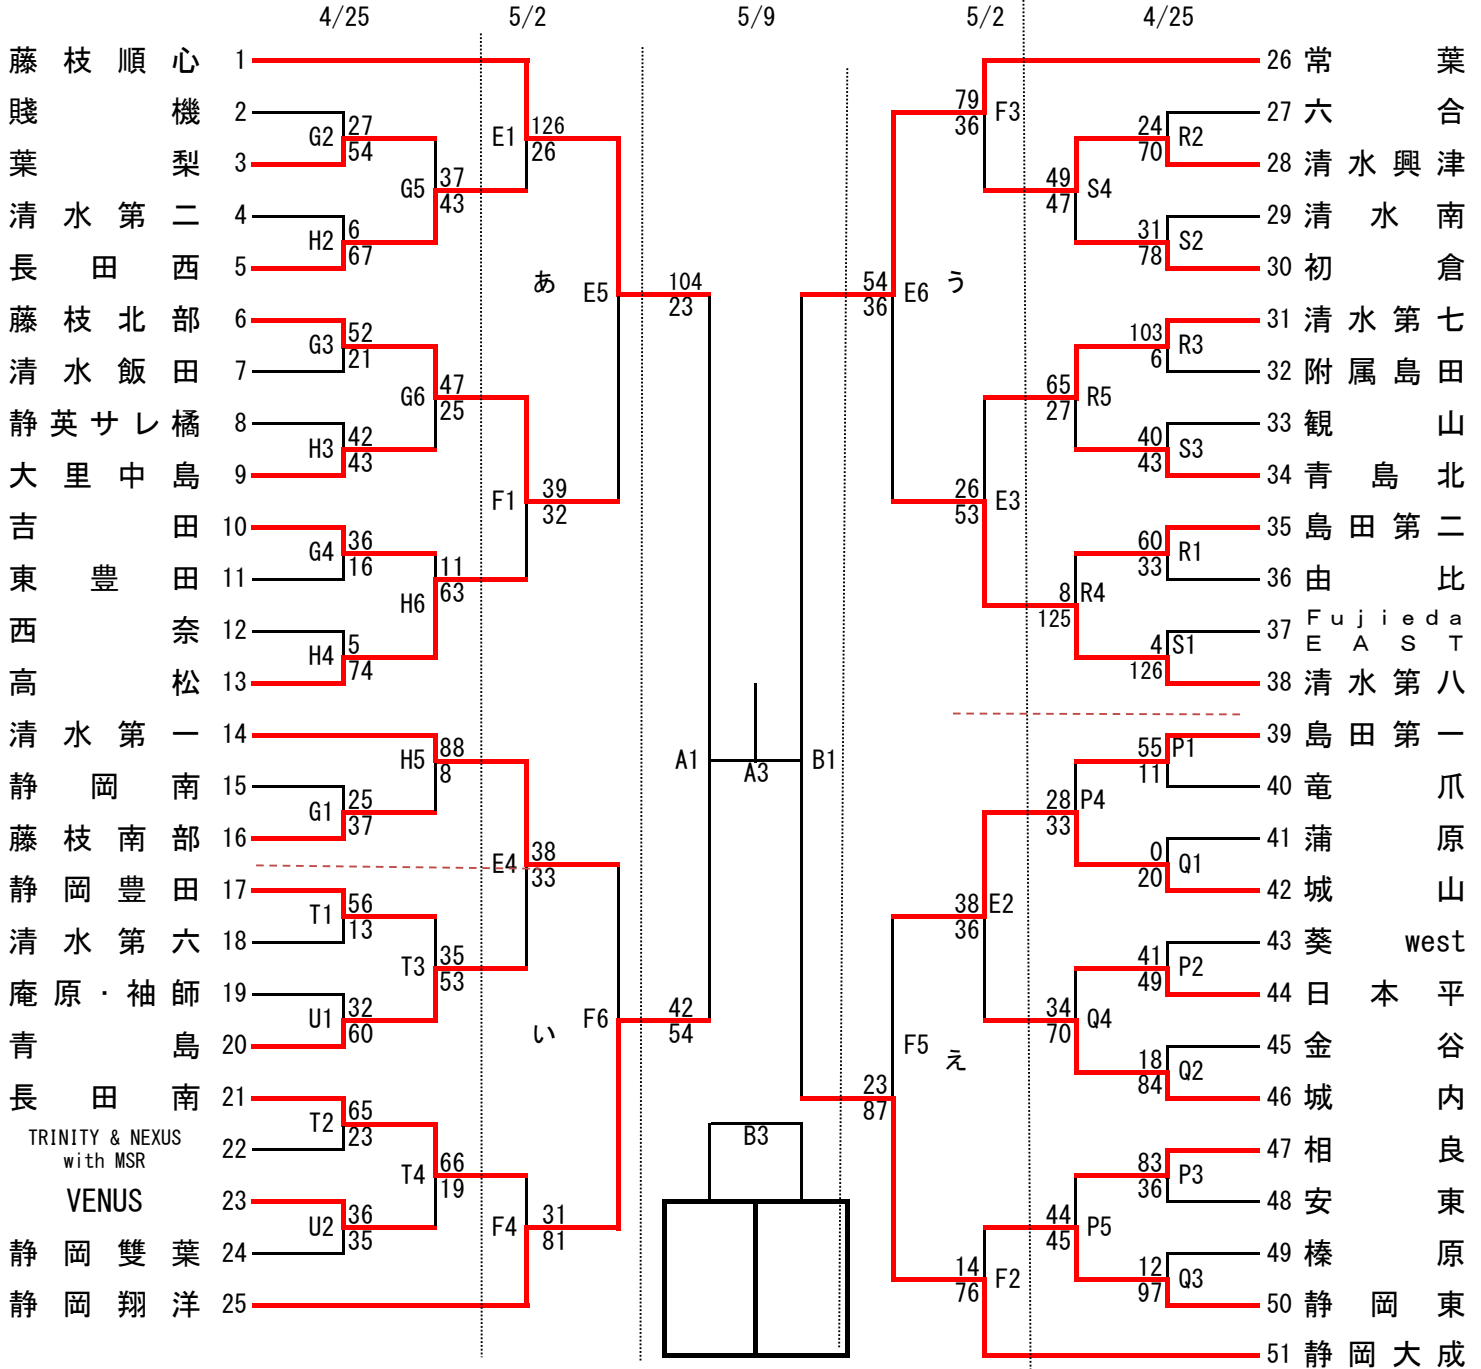 4/25 5/2 5/9 5/2 4/25
藤枝順心 1
賤機 2
G2 27
54
葉梨 3
G5 37
43
清水第二 4
H2 6
67
長田西 5
E1 126
26
藤枝北部 6
G3 52
21
清水飯田 7
G6 47
25
静英サレ橘 8
H3 42
43
大里中島 9
F1 39
32
吉田 10
G4 36
16
東豊田 11
H6 11
63
西奈 12
H4 5
74
高松 13
あ E5 104
23
清水第一 14
H5 88
8
静岡南 15
G1 25
37
藤枝南部 16
E4 38
33
静岡豊田 17
T1 56
13
清水第六 18
T3 35
53
庵原・袖師 19
U1 32
60
青島 20
い F6 42
54
長田南 21
T2 65
23
TRINITY & NEXUS
with MSR 22
T4 66
19
VENUS 23
U2 36
35
静岡雙葉 24
F4 31
81
静岡翔洋 25
A1 A3 B1
B3
26 常葉
79
36 F3
27 六合
24
70 R2
28 清水興津
49
47 S4
29 清水南
31
78 S2
30 初倉
54
36 E6 う
31 清水第七
103
6 R3
32 附属島田
65
27 R5
33 観山
40
43 S3
34 青島北
26
53 E3
35 島田第二
60
33 R1
36 由比
8
125 R4
37 Fujieda
EAST
4
126 S1
38 清水第八
39 島田第一
55
11 P1
40 竜爪
28
33 P4
41 蒲原
0
20 Q1
42 城山
38
36 E2
43 葵west
41
49 P2
44 日本平
34
70 Q4
45 金谷
18
84 Q2
46 城内
23
87 F5 え
47 相良
83
36 P3
48 安東
44
45 P5
49 榛原
12
97 Q3
50 静岡東
14
76 F2
51 静岡大成